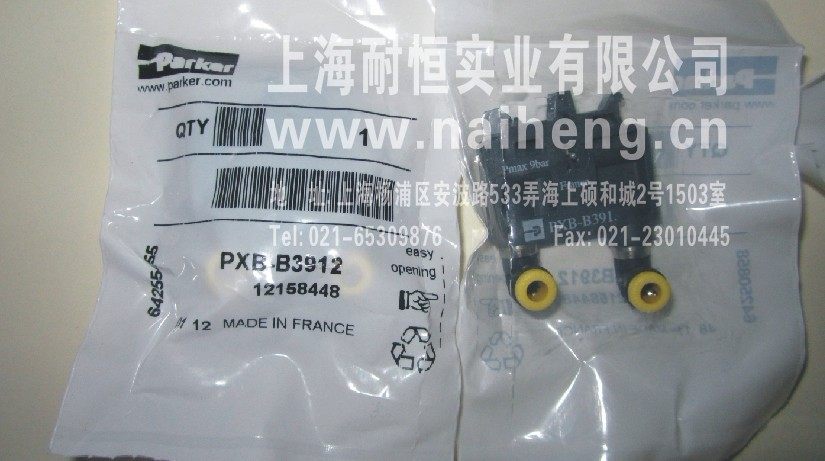 上海耐恒实业有限公司
www.naiheng.cn
地 址:上海杨浦区安波路533弄海上硕和城2号1503室
Tel: 021-65309876 Fax: 021-23010445
Parker
www.parker.com
QTY 1
PXB-B3912
12158448
easy
opening
12 MADE IN FRANCE
Pmax 9bar
PXB-B391